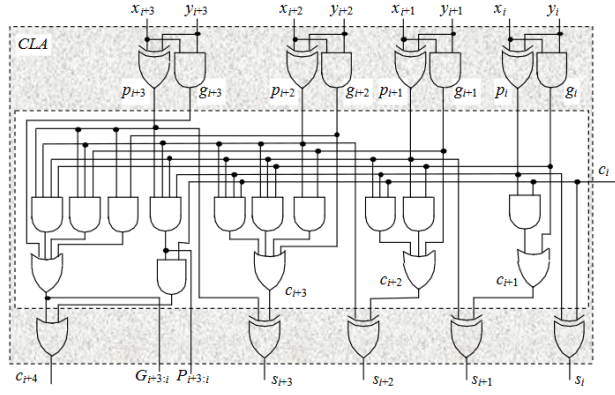 x_{i+3} y_{i+3} x_{i+2} y_{i+2} x_{i+1} y_{i+1} x_i y_i
CLA
p_{i+3} g_{i+3} p_{i+2} g_{i+2} p_{i+1} g_{i+1} p_i g_i
c_i
c_{i+3} c_{i+2} c_{i+1}
c_{i+4} G_{i+3:i} P_{i+3:i} s_{i+3} s_{i+2} s_{i+1} s_i